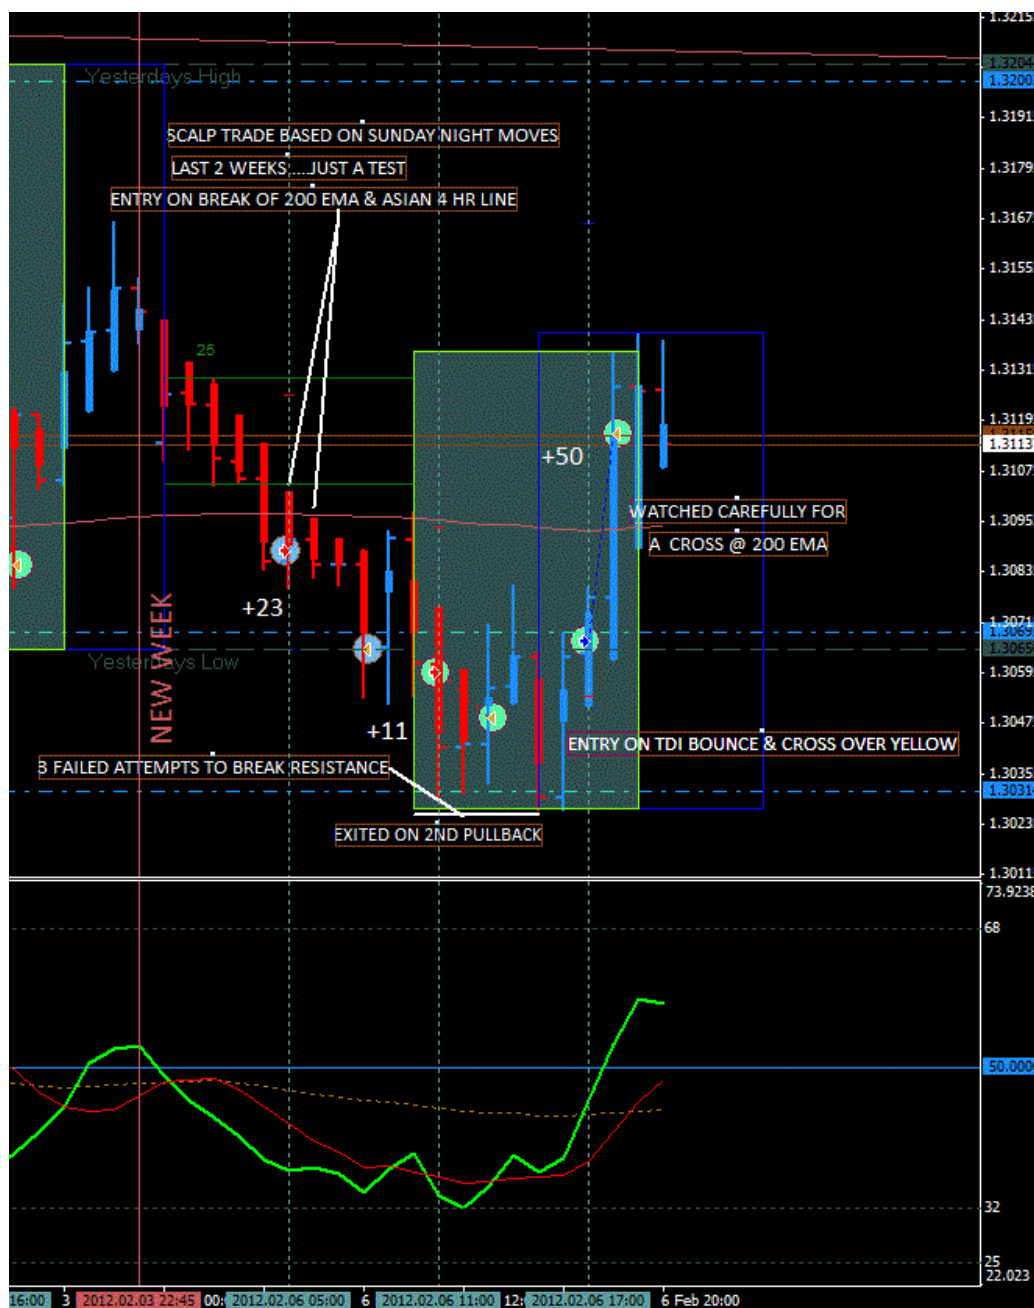 1.3215
Yesterdays High
1.3204
1.3200
1.3191
SCALP TRADE BASED ON SUNDAY NIGHT MOVES
LAST 2 WEEKS.....JUST A TEST
1.3179
ENTRY ON BREAK OF 200 EMA & ASIAN 4 HR LINE
1.3167
1.3155
1.3143
25
1.3131
1.3119
1.3113
+50
1.3107
WATCHED CAREFULLY FOR
1.3095
A CROSS @ 200 EMA
1.3083
+23
1.3071
1.3069
1.3065
Yesterdays Low
1.3059
NEW WEEK
+11
1.3047
ENTRY ON TDI BOUNCE & CROSS OVER YELLOW
3 FAILED ATTEMPTS TO BREAK RESISTANCE
1.3035
1.3031
1.3023
EXITED ON 2ND PULLBACK
1.3011
73.9238
68
50.000
32
25
22.023
16:00 3 2012.02.03 22:45 00: 2012.02.06 05:00 6 2012.02.06 11:00 12: 2012.02.06 17:00 6 Feb 20:00